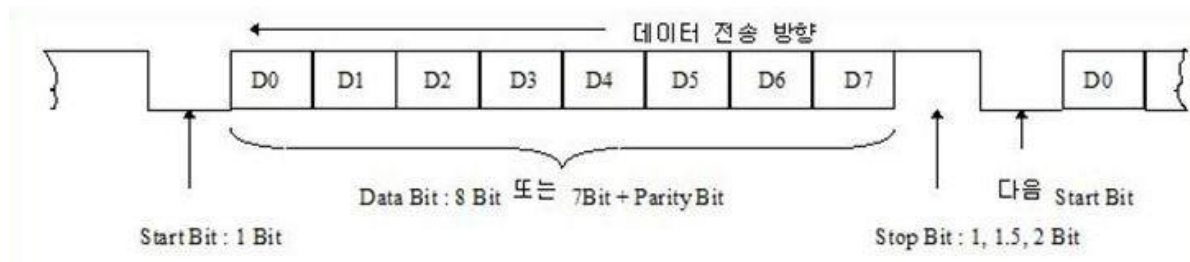 데이터 전송 방향
D0 D1 D2 D3 D4 D5 D6 D7 D0
Data Bit : 8 Bit 또는 7Bit + Parity Bit
다음 Start Bit
Start Bit : 1 Bit
Stop Bit : 1, 1.5, 2 Bit